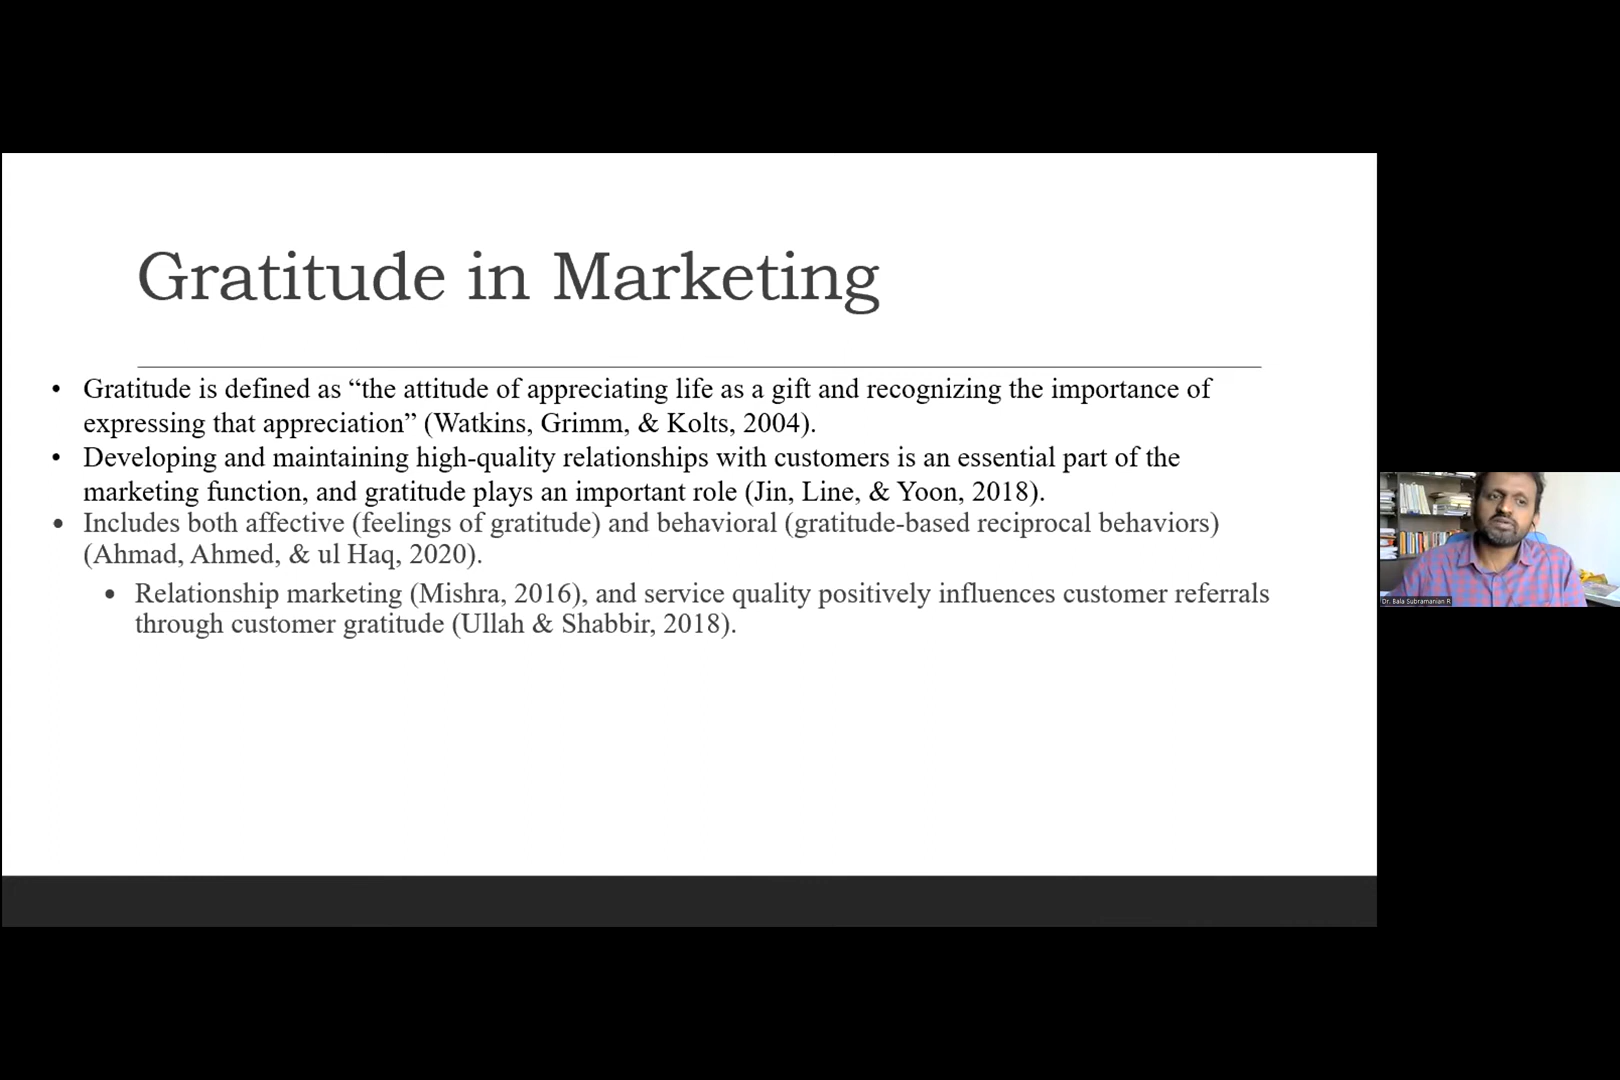 Gratitude in Marketing
• Gratitude is defined as “the attitude of appreciating life as a gift and recognizing the importance of
expressing that appreciation” (Watkins, Grimm, & Kolts, 2004).
• Developing and maintaining high-quality relationships with customers is an essential part of the
marketing function, and gratitude plays an important role (Jin, Line, & Yoon, 2018).
• Includes both affective (feelings of gratitude) and behavioral (gratitude-based reciprocal behaviors)
(Ahmad, Ahmed, & ul Haq, 2020).
• Relationship marketing (Mishra, 2016), and service quality positively influences customer referrals
through customer gratitude (Ullah & Shabbir, 2018).
Dr. Bala Subramanian R